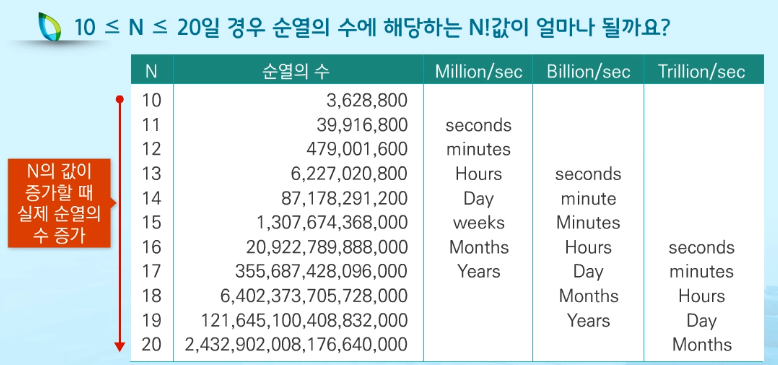 10 ≤ N ≤ 20일 경우 순열의 수에 해당하는 N!값이 얼마나 될까요?
N 순열의 수 Million/sec Billion/sec Trillion/sec
10 3,628,800
11 39,916,800 seconds
12 479,001,600 minutes
13 6,227,020,800 Hours seconds
14 87,178,291,200 Day minute
15 1,307,674,368,000 weeks Minutes
16 20,922,789,888,000 Months Hours seconds
17 355,687,428,096,000 Years Day minutes
18 6,402,373,705,728,000 Months Hours
19 121,645,100,408,832,000 Years Day
20 2,432,902,008,176,640,000 Months
N의 값이
증가할 때
실제 순열의
수 증가